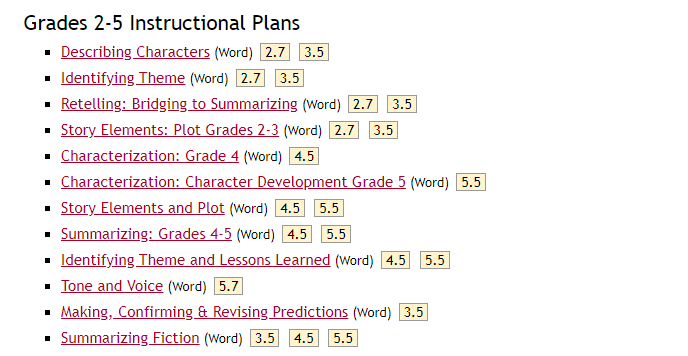 Grades 2-5 Instructional Plans
Describing Characters (Word) 2.7 3.5
Identifying Theme (Word) 2.7 3.5
Retelling: Bridging to Summarizing (Word) 2.7 3.5
Story Elements: Plot Grades 2-3 (Word) 2.7 3.5
Characterization: Grade 4 (Word) 4.5
Characterization: Character Development Grade 5 (Word) 5.5
Story Elements and Plot (Word) 4.5 5.5
Summarizing: Grades 4-5 (Word) 4.5 5.5
Identifying Theme and Lessons Learned (Word) 4.5 5.5
Tone and Voice (Word) 5.7
Making, Confirming & Revising Predictions (Word) 3.5
Summarizing Fiction (Word) 3.5 4.5 5.5